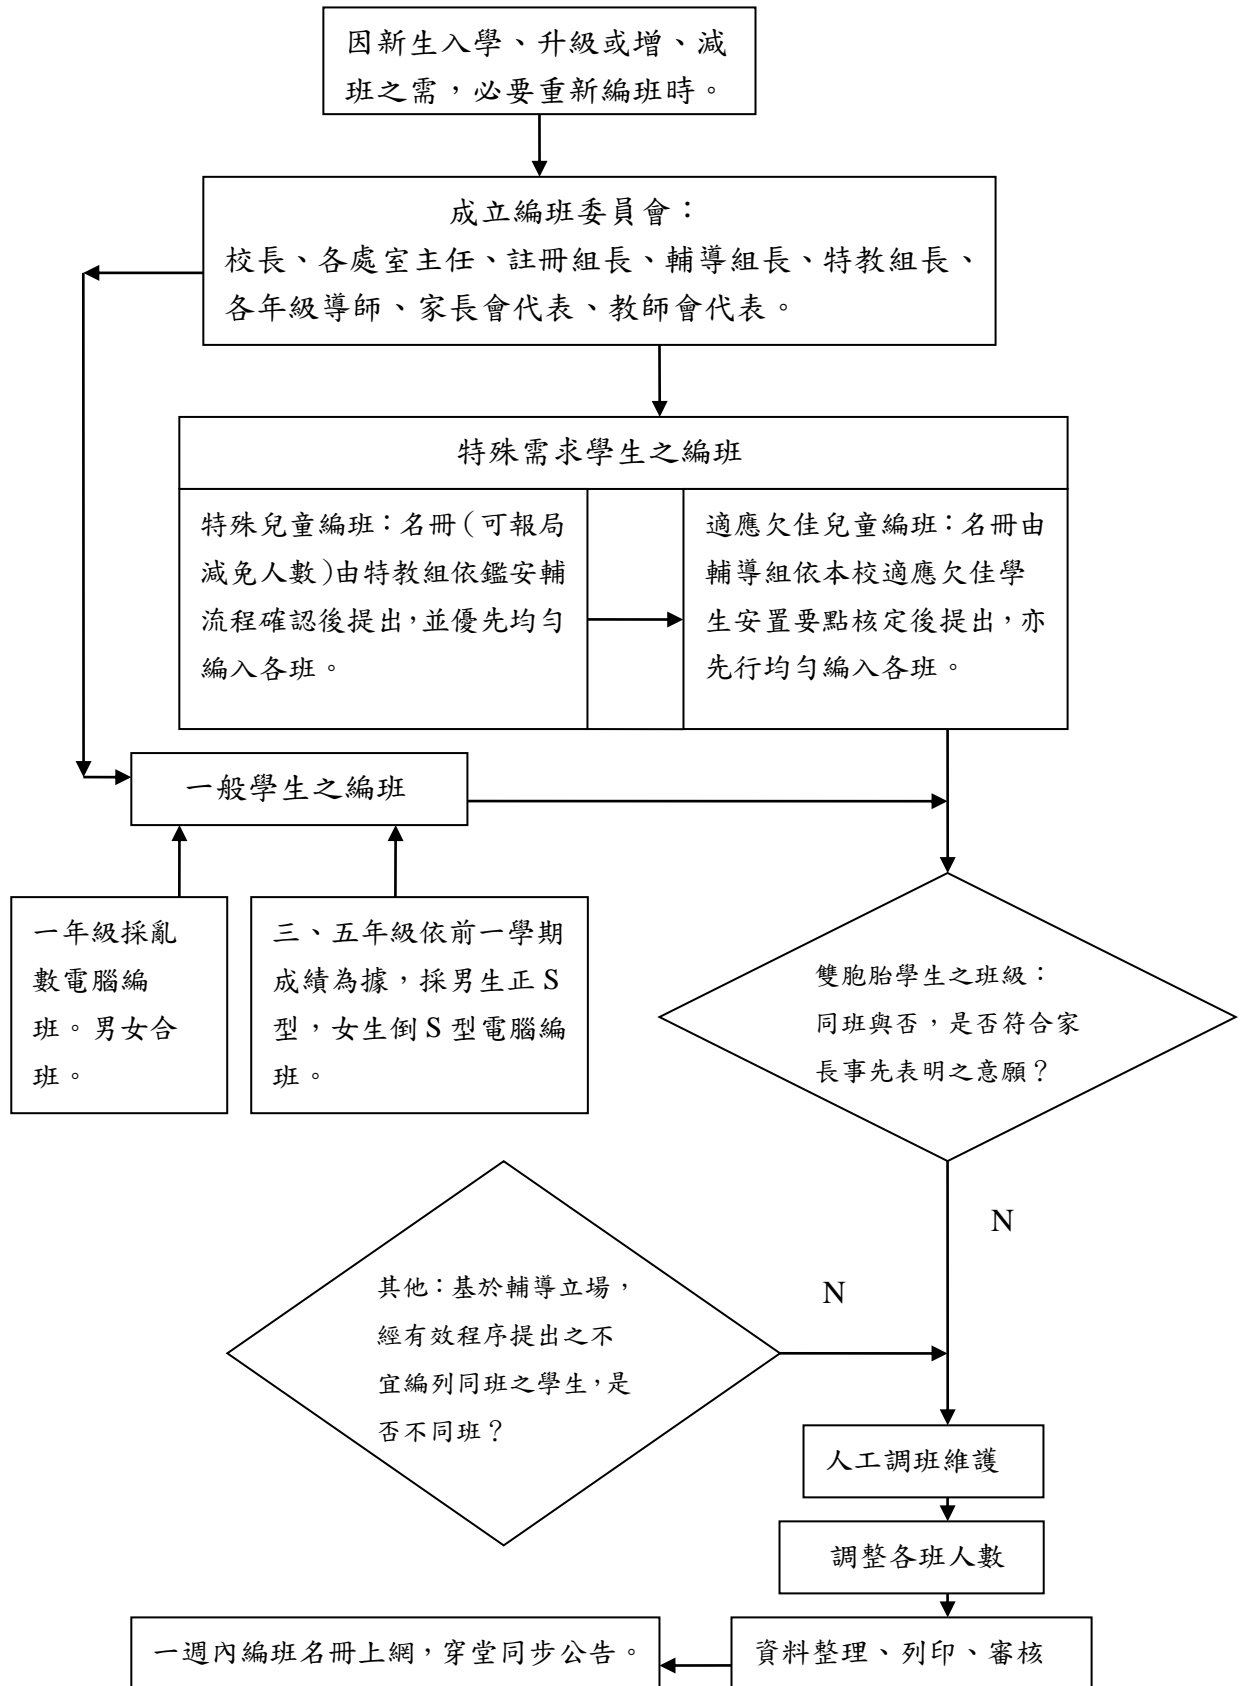 因新生入學、升級或增、減
班之需，必要重新編班時。
成立編班委員會：
校長、各處室主任、註冊組長、輔導組長、特教組長、
各年級導師、家長會代表、教師會代表。
特殊需求學生之編班
特殊兒童編班：名冊（可報局
減免人數）由特教組依鑑安輔
流程確認後提出，並優先均勻
編入各班。
適應欠佳兒童編班：名冊由
輔導組依本校適應欠佳學
生安置要點核定後提出，亦
先行均勻編入各班。
一般學生之編班
一年級採亂
數電腦編
班。男女合
班。
三、五年級依前一學期
成績為據，採男生正 S
型，女生倒 S 型電腦編
班。
雙胞胎學生之班級：
同班與否，是否符合家
長事先表明之意願？
N
其他：基於輔導立場，
經有效程序提出之不
宜編列同班之學生，是
否不同班？
N
人工調班維護
調整各班人數
資料整理、列印、審核
一週內編班名冊上網，穿堂同步公告。